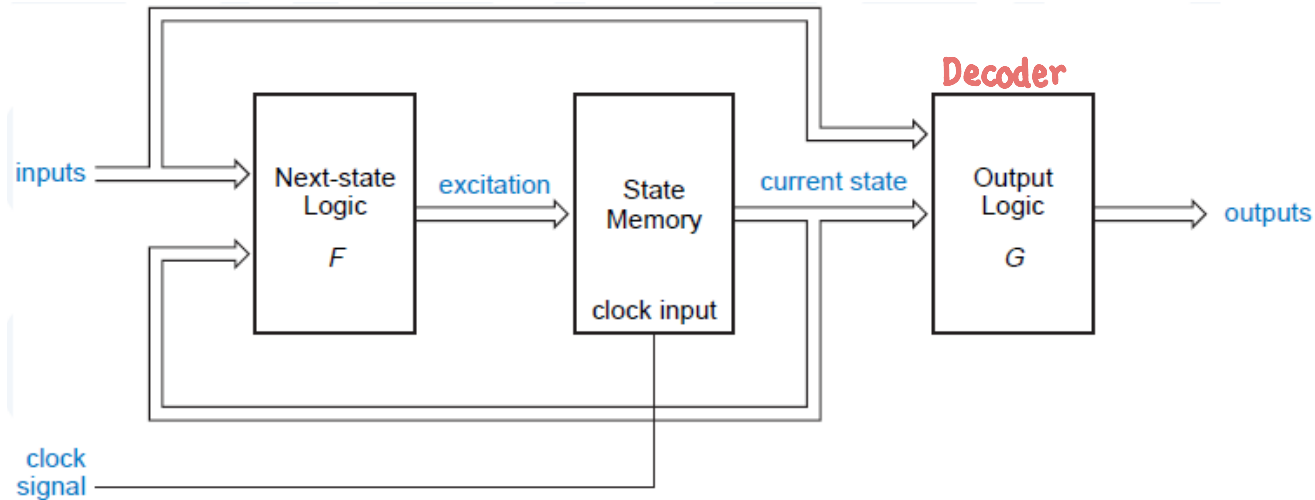 Decoder
inputs
Next-state
Logic
F
excitation
State
Memory
clock input
current state
Output
Logic
G
outputs
clock
signal